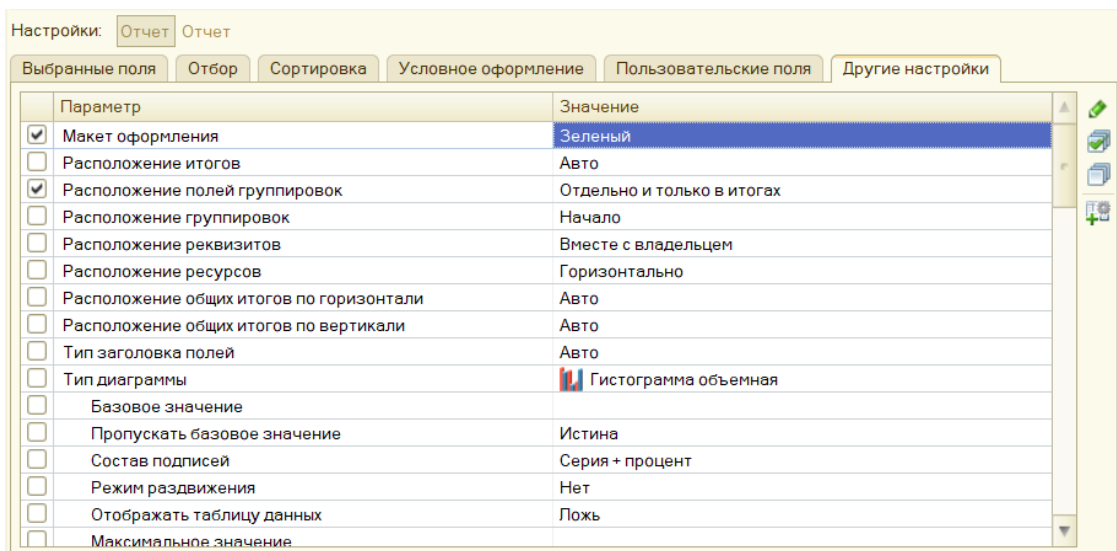 Настройки: Отчет Отчет
Выбранные поля Отбор Сортировка Условное оформление Пользовательские поля Другие настройки
Параметр Значение
Макет оформления Зеленый
Расположение итогов Авто
Расположение полей группировок Отдельно и только в итогах
Расположение группировок Начало
Расположение реквизитов Вместе с владельцем
Расположение ресурсов Горизонтально
Расположение общих итогов по горизонтали Авто
Расположение общих итогов по вертикали Авто
Тип заголовка полей Авто
Тип диаграммы Гистограмма объемная
Базовое значение
Пропускать базовое значение Истина
Состав подписей Серия + процент
Режим раздвижения Нет
Отображать таблицу данных Ложь
Максимальное значение